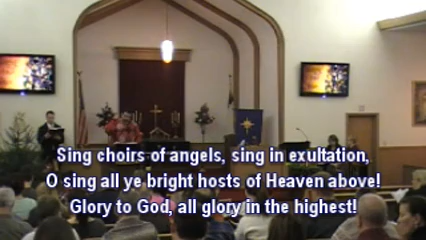 Sing choirs of angels, sing in exultation,
O sing all ye bright hosts of Heaven above!
Glory to God, all glory in the highest!